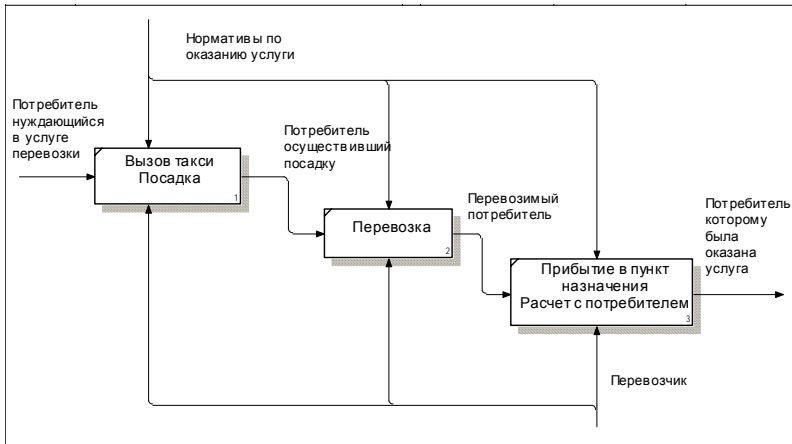 Нормативы по
оказанию услуги
Потребитель
нуждающийся
в услуге
перевозки
Вызов такси
Посадка
1
Потребитель
осуществивший
посадку
Перевозка
2
Перевозимый
потребитель
Прибытие в пункт
назначения
Расчет с потребителем
3
Потребитель
которому
была
оказана
услуга
Перевозчик